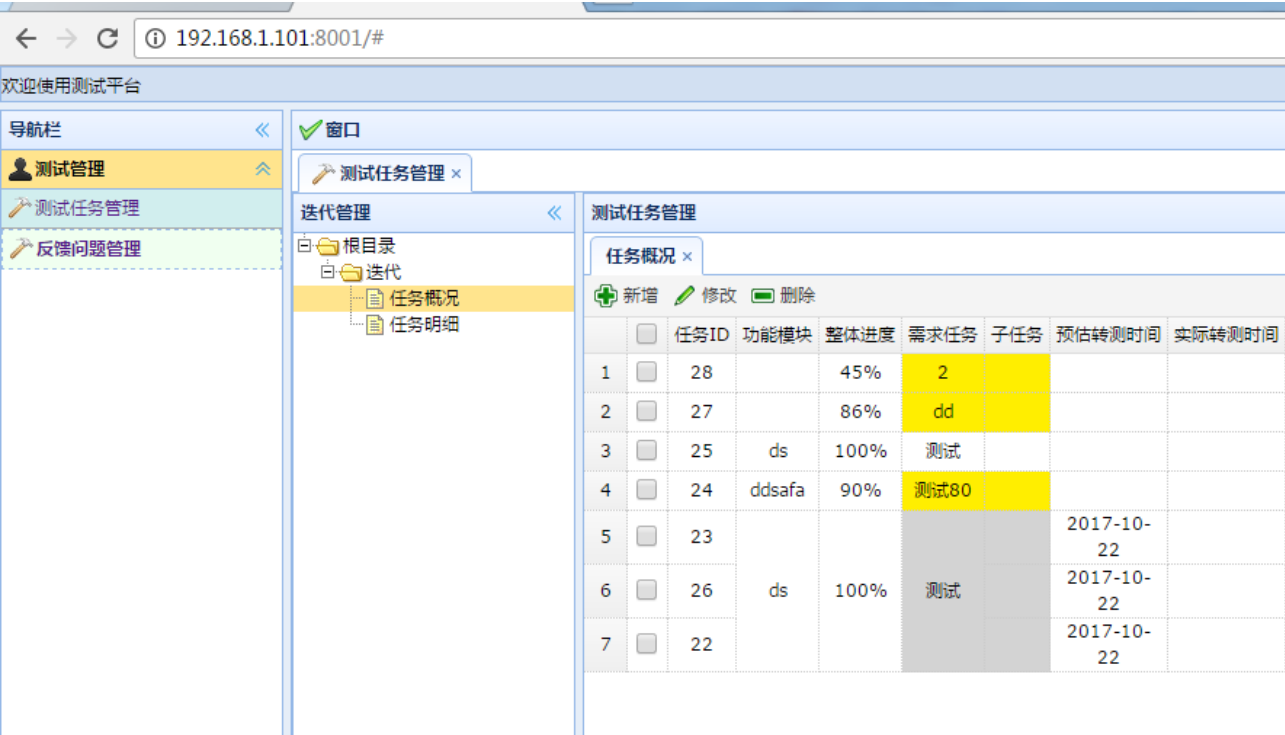 192.168.1.101:8001/#
欢迎使用测试平台
导航栏
测试管理
测试任务管理
反馈问题管理
窗口
测试任务管理 ×
迭代管理
根目录
迭代
任务概况
任务明细
测试任务管理
任务概况 ×
新增 修改 删除
任务ID 功能模块 整体进度 需求任务 子任务 预估转测时间 实际转测时间
1 28 45% 2
2 27 86% dd
3 25 ds 100% 测试
4 24 ddsafa 90% 测试80
5 23 2017-10-
22
6 26 ds 100% 测试 2017-10-
22
7 22 2017-10-
22